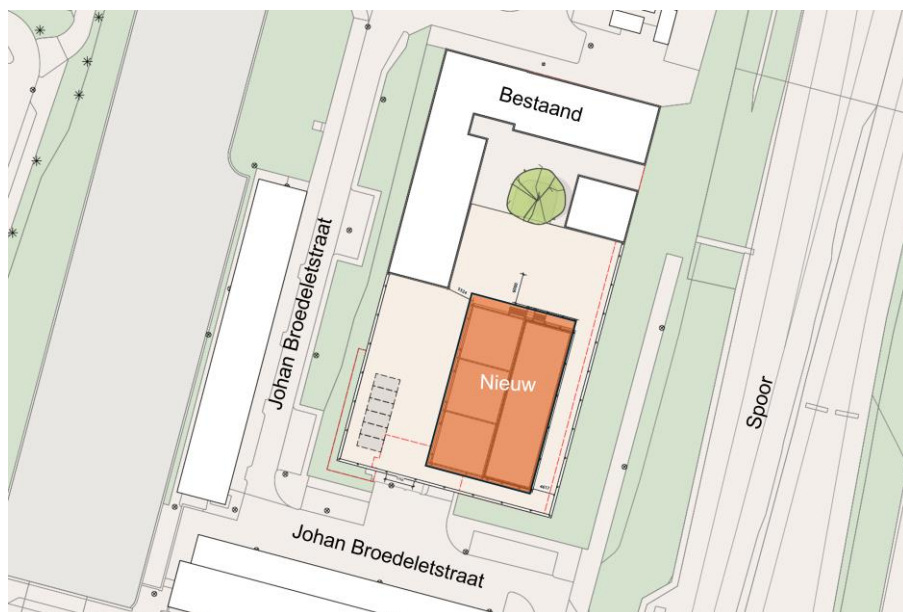 Bestaand
Johan Broedeletstraat
Nieuw
Spoor
Johan Broedeletstraat